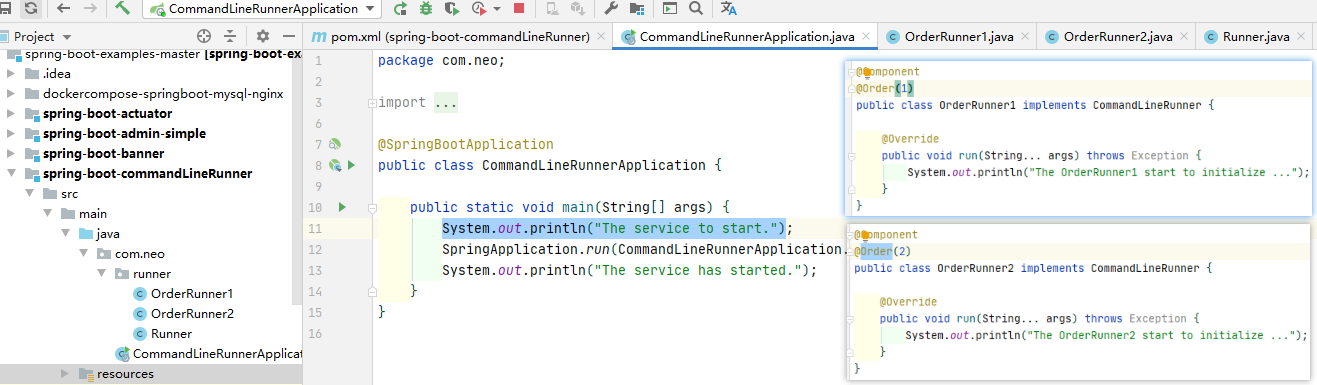 CommandLineRunnerApplication
Project
pom.xml (spring-boot-commandLineRunner)
CommandLineRunnerApplication.java
OrderRunner1.java
OrderRunner2.java
Runner.java
spring-boot-examples-master [spring-boot-exa
.idea
dockercompose-springboot-mysql-nginx
spring-boot-actuator
spring-boot-admin-simple
spring-boot-banner
spring-boot-commandLineRunner
src
main
java
com.neo
runner
OrderRunner1
OrderRunner2
Runner
CommandLineRunnerApplicat
resources
1 package com.neo;
2
3 import ...
6
7 @SpringBootApplication
8 public class CommandLineRunnerApplication {
9
10 public static void main(String[] args) {
11 System.out.println("The service to start.");
12 SpringApplication.run(CommandLineRunnerApplication.
13 System.out.println("The service has started.");
14 }
15 }
16
@Component
@Order(1)
public class OrderRunner1 implements CommandLineRunner {
@Override
public void run(String... args) throws Exception {
System.out.println("The OrderRunner1 start to initialize ...");
}
}
@Component
@Order(2)
public class OrderRunner2 implements CommandLineRunner {
@Override
public void run(String... args) throws Exception {
System.out.println("The OrderRunner2 start to initialize ...");
}
}